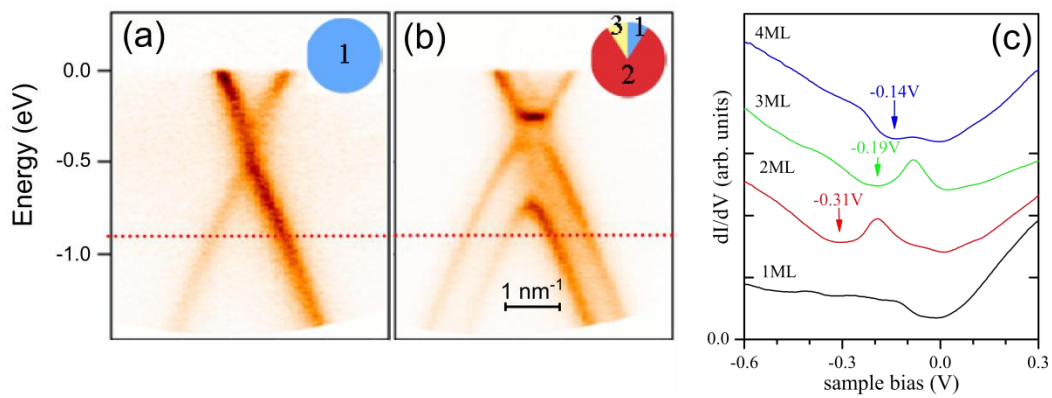 (a)
1
(b)
3
1
2
(c)
Energy (eV)
0.0
-0.5
-1.0
1 nm⁻¹
4ML
-0.14V
3ML
-0.19V
2ML
-0.31V
1ML
dI/dV (arb. units)
0.0
-0.6
-0.3
0.0
0.3
sample bias (V)